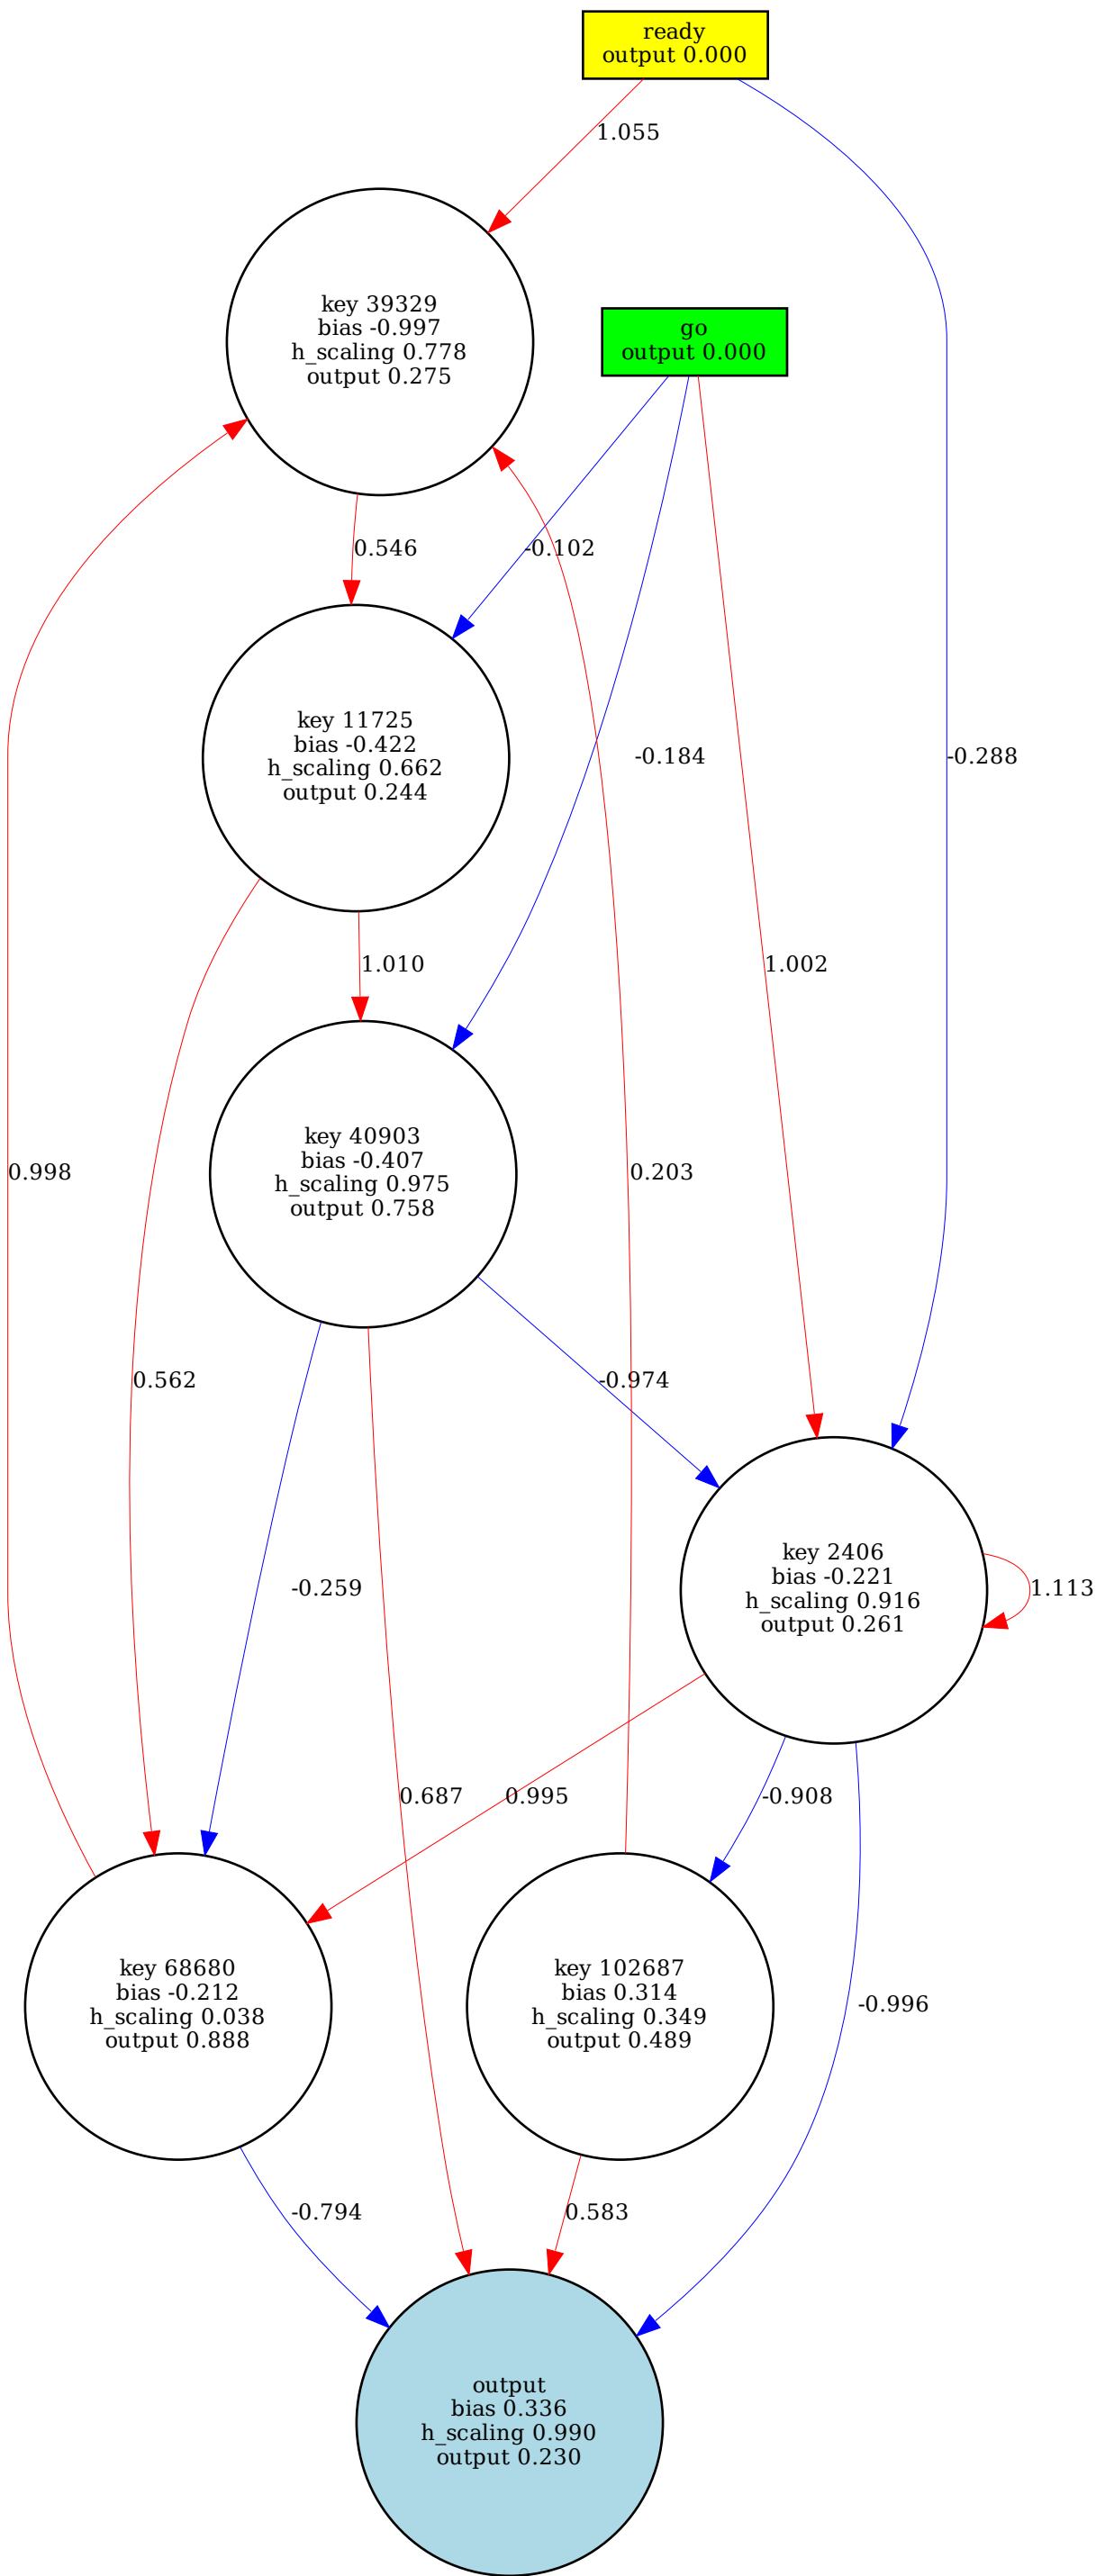 ready
output 0.000
1.055
key 39329
bias -0.997
h_scaling 0.778
output 0.275
go
output 0.000
0.546
-0.102
key 11725
bias -0.422
h_scaling 0.662
output 0.244
-0.184
-0.288
1.010
1.002
key 40903
bias -0.407
h_scaling 0.975
output 0.758
0.998
0.203
0.562
-0.974
key 2406
bias -0.221
h_scaling 0.916
output 0.261
-0.259
1.113
0.687
0.995
-0.908
key 68680
bias -0.212
h_scaling 0.038
output 0.888
key 102687
bias 0.314
h_scaling 0.349
output 0.489
-0.996
-0.794
0.583
output
bias 0.336
h_scaling 0.990
output 0.230